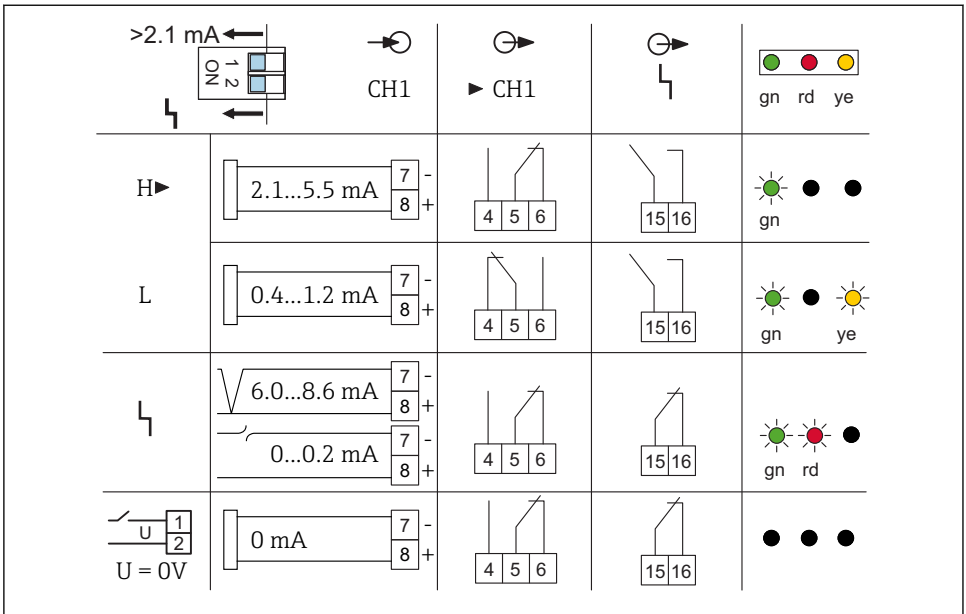 >2.1 mA
1 2
ON
CH1
► CH1
gn rd ye
H►
2.1...5.5 mA
7 -
8 +
4 5 6
15 16
gn
L
0.4...1.2 mA
7 -
8 +
4 5 6
15 16
gn ye
6.0...8.6 mA
7 -
8 +
0...0.2 mA
7 -
8 +
4 5 6
15 16
gn rd
1
U
2
U = 0V
0 mA
7 -
8 +
4 5 6
15 16